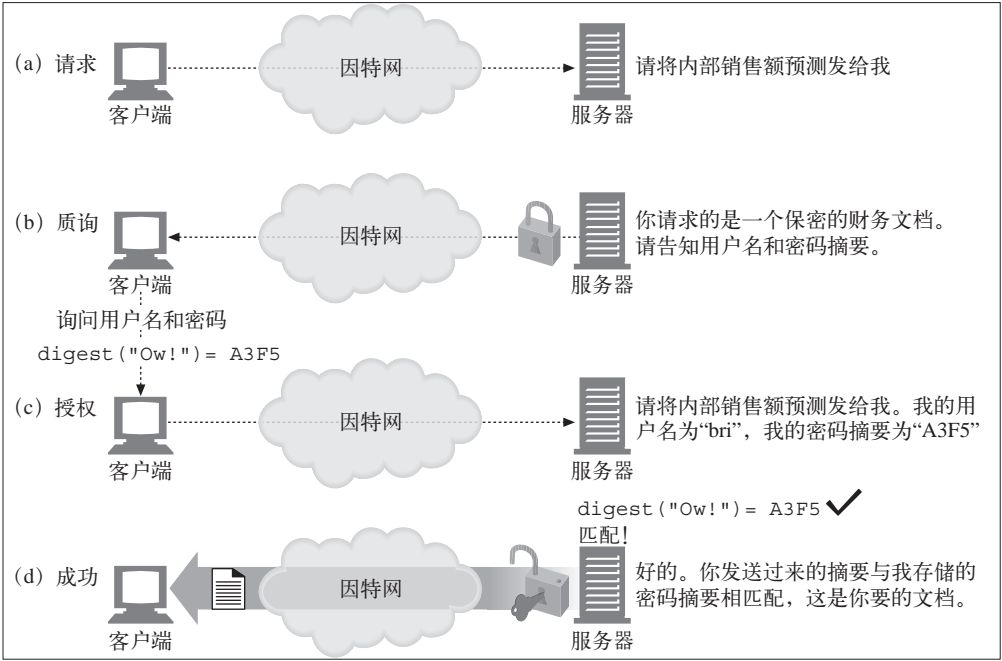 (a) 请求
因特网
请将内部销售额预测发给我
客户端
服务器
(b) 质询
因特网
你请求的是一个保密的财务文档。
请告知用户名和密码摘要。
客户端
服务器
询问用户名和密码
digest("Ow!")= A3F5
(c) 授权
因特网
请将内部销售额预测发给我。我的用
户名为“bri”，我的密码摘要为“A3F5”
客户端
服务器
digest("Ow!")= A3F5
匹配！
(d) 成功
因特网
好的。你发送过来的摘要与我存储的
密码摘要相匹配，这是你要的文档。
客户端
服务器